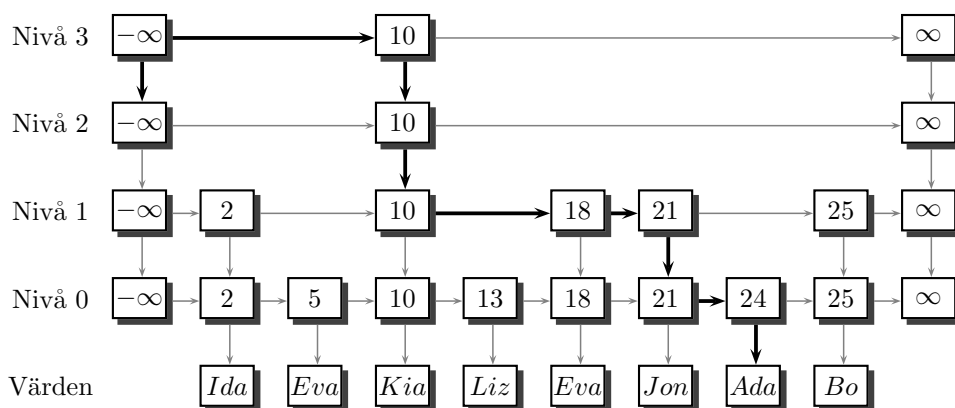 Nivå 3 −∞ 10 ∞
Nivå 2 −∞ 10 ∞
Nivå 1 −∞ 2 10 18 21 25 ∞
Nivå 0 −∞ 2 5 10 13 18 21 24 25 ∞
Värden Ida Eva Kia Liz Eva Jon Ada Bo